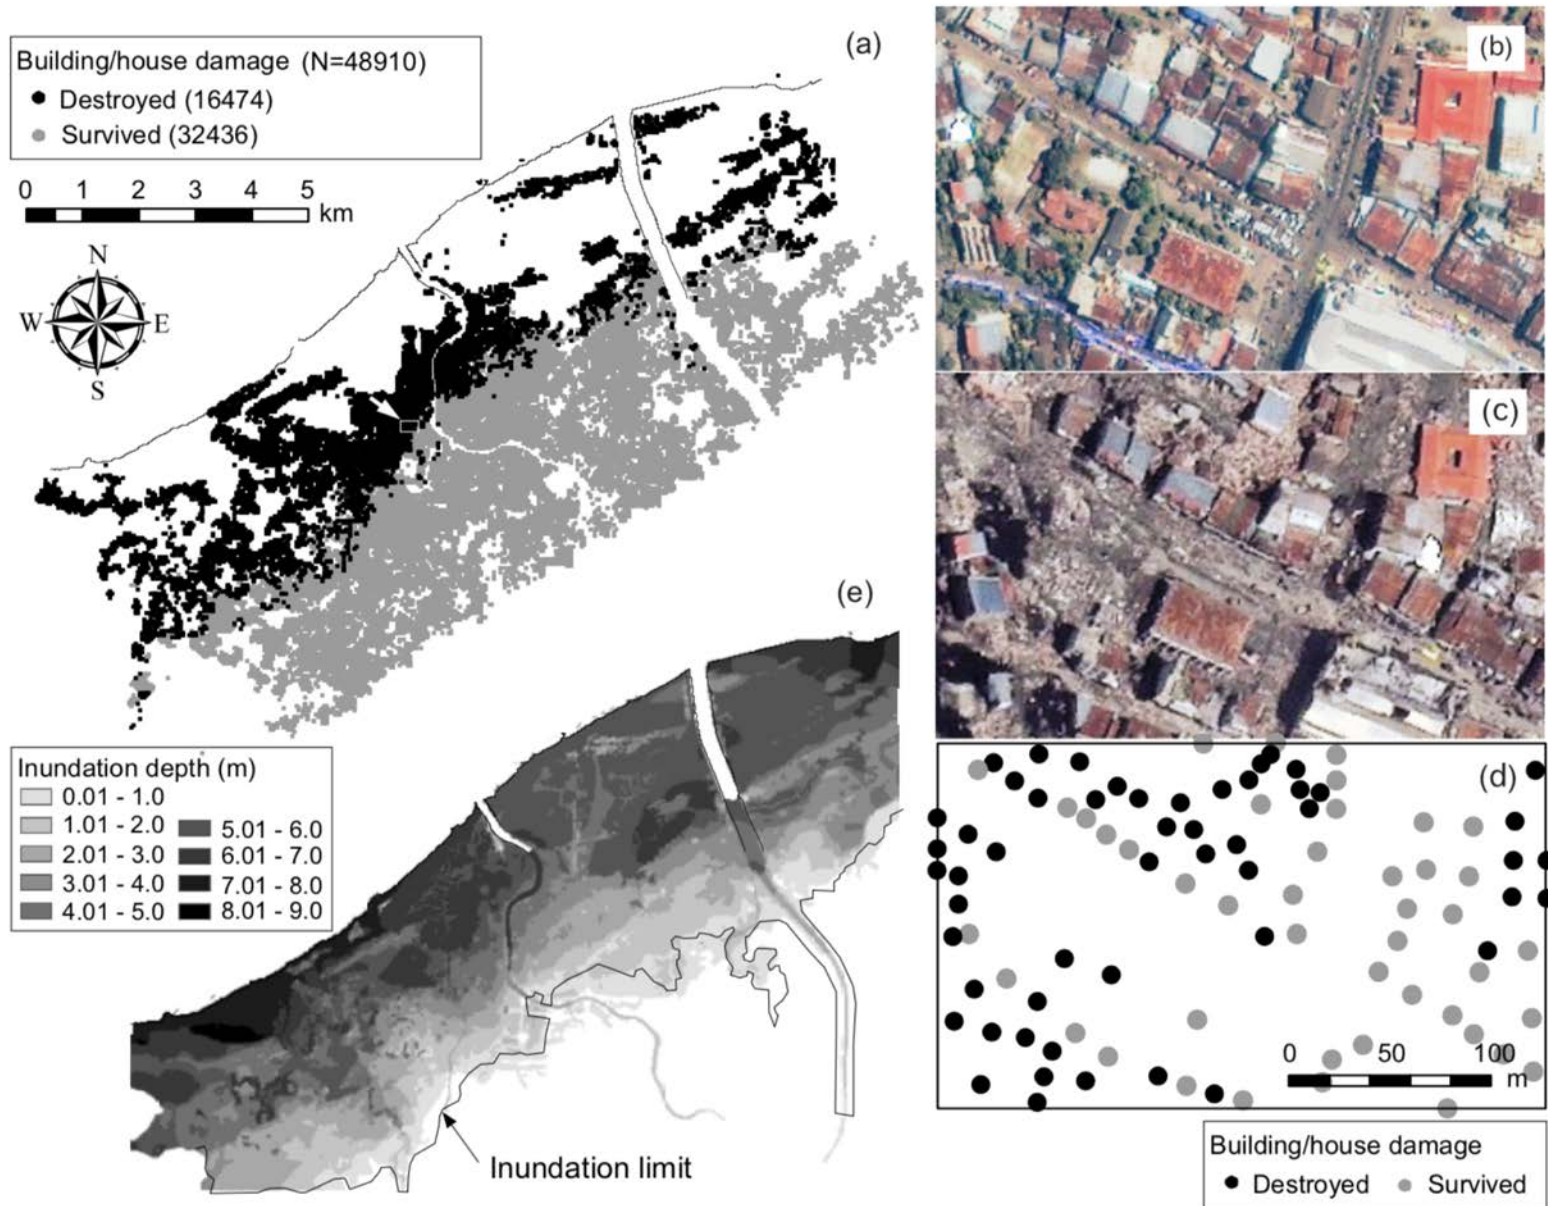 (a)
Building/house damage (N=48910)
Destroyed (16474)
Survived (32436)
0 1 2 3 4 5
km
N
W E
S
(b)
(c)
(d)
0 50 100
m
Building/house damage
Destroyed Survived
(e)
Inundation depth (m)
0.01 - 1.0
1.01 - 2.0
2.01 - 3.0
3.01 - 4.0
4.01 - 5.0
5.01 - 6.0
6.01 - 7.0
7.01 - 8.0
8.01 - 9.0
Inundation limit